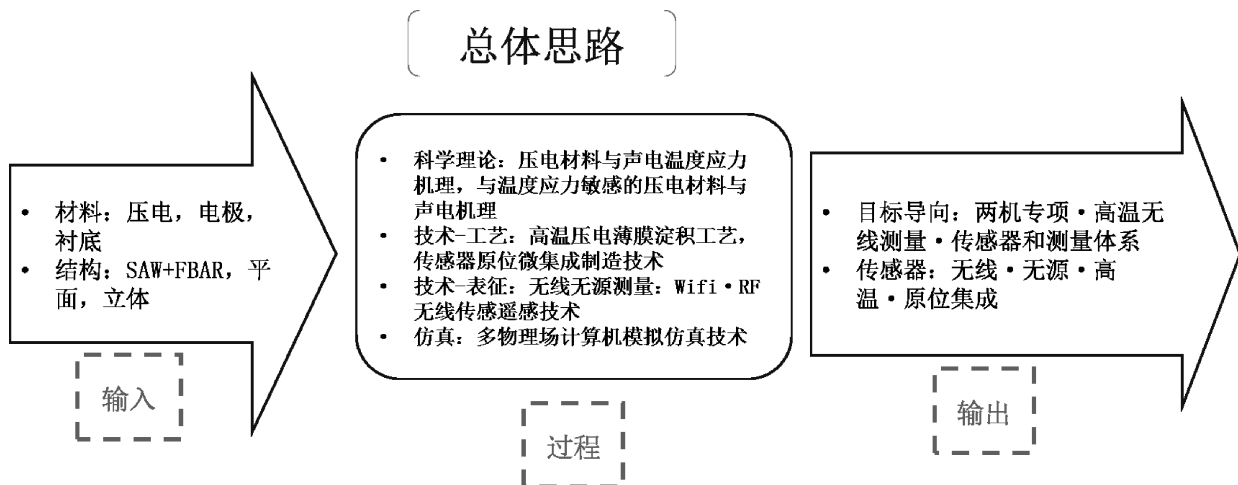 总体思路
• 材料：压电，电极，
衬底
• 结构：SAW+FBAR，平
面，立体
输入
• 科学理论：压电材料与声电温度应力
机理，与温度应力敏感的压电材料与
声电机理
• 技术-工艺：高温压电薄膜淀积工艺，
传感器原位微集成制造技术
• 技术-表征：无线无源测量：Wifi·RF
无线传感遥感技术
• 仿真：多物理场计算机模拟仿真技术
过程
• 目标导向：两机专项·高温无
线测量·传感器和测量体系
• 传感器：无线·无源·高
温·原位集成
输出